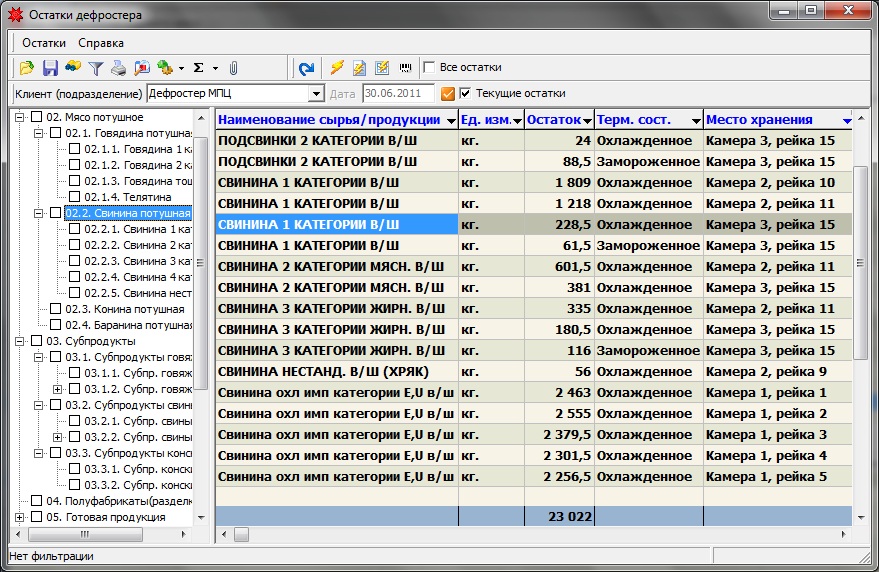 Остатки дефростера
Остатки Справка
Все остатки
Клиент (подразделение) Дефростер МПЦ Дата 30.06.2011 Текущие остатки
02. Мясо потушное
02.1. Говядина потушна
02.1.1. Говядина 1 к
02.1.2. Говядина 2 к
02.1.3. Говядина тощ
02.1.4. Телятина
02.2. Свинина потушная
02.2.1. Свинина 1 кат
02.2.2. Свинина 2 кат
02.2.3. Свинина 3 кат
02.2.4. Свинина 4 кат
02.2.5. Свинина нест
02.3. Конина потушная
02.4. Баранина потушна
03. Субпродукты
03.1. Субпродукты говя
03.1.1. Субпр. говяж
03.1.2. Субпр. говяж
03.2. Субпродукты свин
03.2.1. Субпр. свины
03.2.2. Субпр. свины
03.3. Субпродукты конс
03.3.1. Субпр. конски
03.3.2. Субпр. конски
04. Полуфабрикаты(разделк
05. Готовая продукция
Наименование сырья/продукции Ед. изм. Остаток Терм. сост. Место хранения
ПОДСВИНКИ 2 КАТЕГОРИИ В/Ш кг. 24 Охлажденное Камера 3, рейка 15
ПОДСВИНКИ 2 КАТЕГОРИИ В/Ш кг. 88,5 Замороженное Камера 3, рейка 15
СВИНИНА 1 КАТЕГОРИИ В/Ш кг. 1 809 Охлажденное Камера 2, рейка 10
СВИНИНА 1 КАТЕГОРИИ В/Ш кг. 1 218 Охлажденное Камера 2, рейка 11
СВИНИНА 1 КАТЕГОРИИ В/Ш кг. 228,5 Охлажденное Камера 3, рейка 15
СВИНИНА 1 КАТЕГОРИИ В/Ш кг. 61,5 Замороженное Камера 3, рейка 15
СВИНИНА 2 КАТЕГОРИИ МЯСН. В/Ш кг. 601,5 Охлажденное Камера 2, рейка 11
СВИНИНА 2 КАТЕГОРИИ МЯСН. В/Ш кг. 381 Охлажденное Камера 3, рейка 15
СВИНИНА 3 КАТЕГОРИИ ЖИРН. В/Ш кг. 335 Охлажденное Камера 2, рейка 11
СВИНИНА 3 КАТЕГОРИИ ЖИРН. В/Ш кг. 180,5 Охлажденное Камера 3, рейка 15
СВИНИНА 3 КАТЕГОРИИ ЖИРН. В/Ш кг. 116 Замороженное Камера 3, рейка 15
СВИНИНА НЕСТАНД. В/Ш (ХРЯК) кг. 56 Охлажденное Камера 2, рейка 9
Свинина охл имп категории E,U в/ш кг. 2 463 Охлажденное Камера 1, рейка 1
Свинина охл имп категории E,U в/ш кг. 2 555 Охлажденное Камера 1, рейка 2
Свинина охл имп категории E,U в/ш кг. 2 379,5 Охлажденное Камера 1, рейка 3
Свинина охл имп категории E,U в/ш кг. 2 301,5 Охлажденное Камера 1, рейка 4
Свинина охл имп категории E,U в/ш кг. 2 256,5 Охлажденное Камера 1, рейка 5
23 022
Нет фильтрации